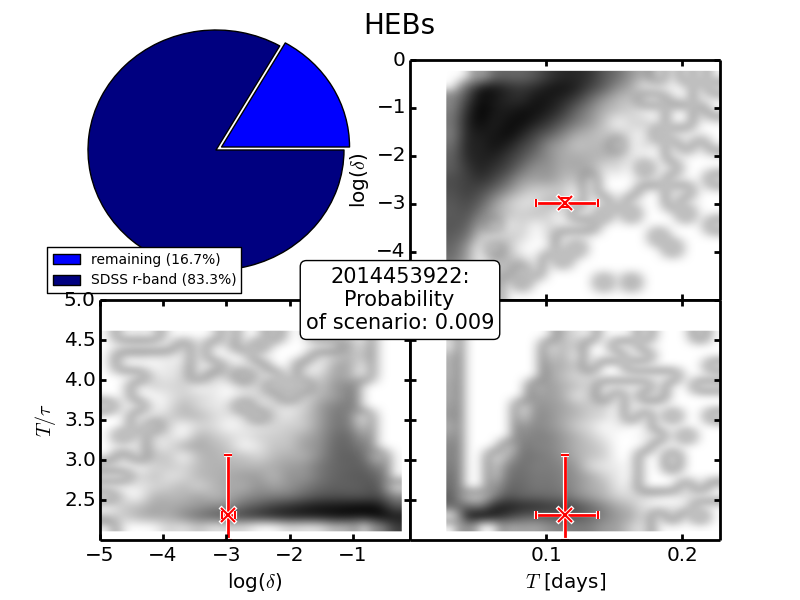 HEBs
remaining (16.7%)
SDSS r-band (83.3%)
0
−1
−2
−3
−4
log(δ)
2014453922:
Probability
of scenario: 0.009
5.0
4.5
4.0
3.5
3.0
2.5
T/τ
−5 −4 −3 −2 −1
log(δ)
0.1 0.2
T [days]